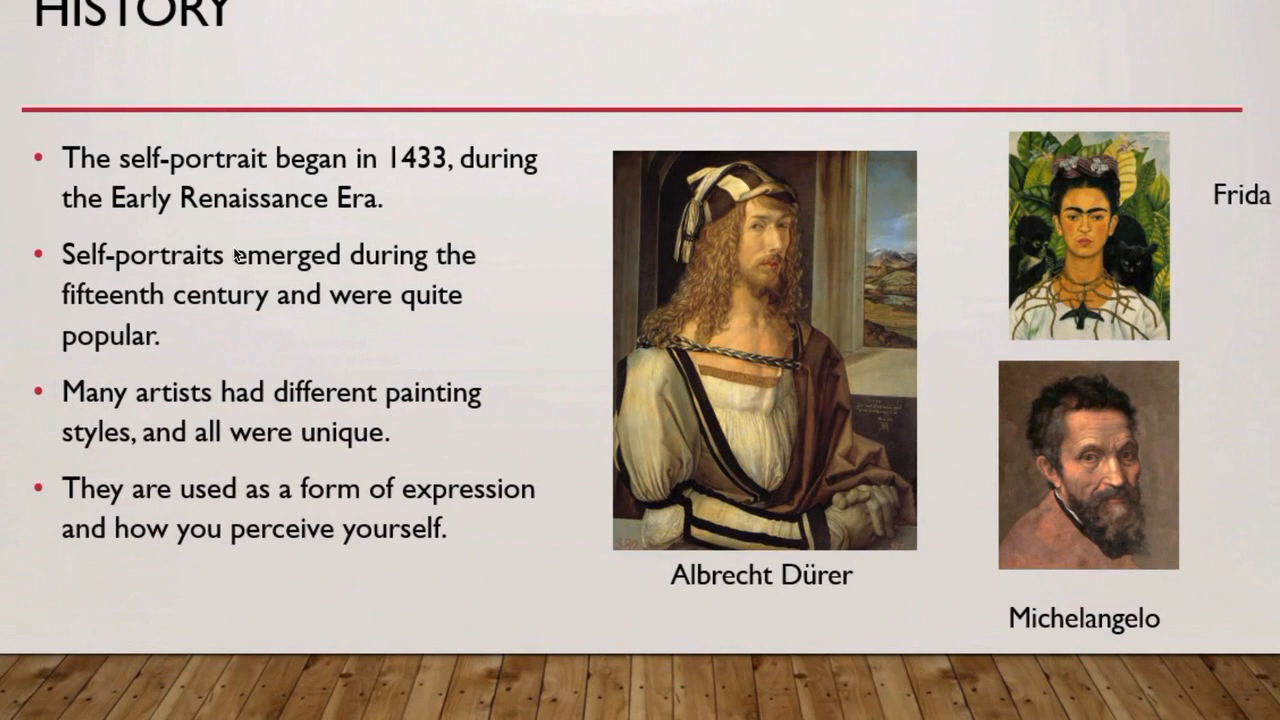 HISTORY
• The self-portrait began in 1433, during
the Early Renaissance Era.
• Self-portraits emerged during the
fifteenth century and were quite
popular.
• Many artists had different painting
styles, and all were unique.
• They are used as a form of expression
and how you perceive yourself.
Albrecht Dürer
Frida
Michelangelo